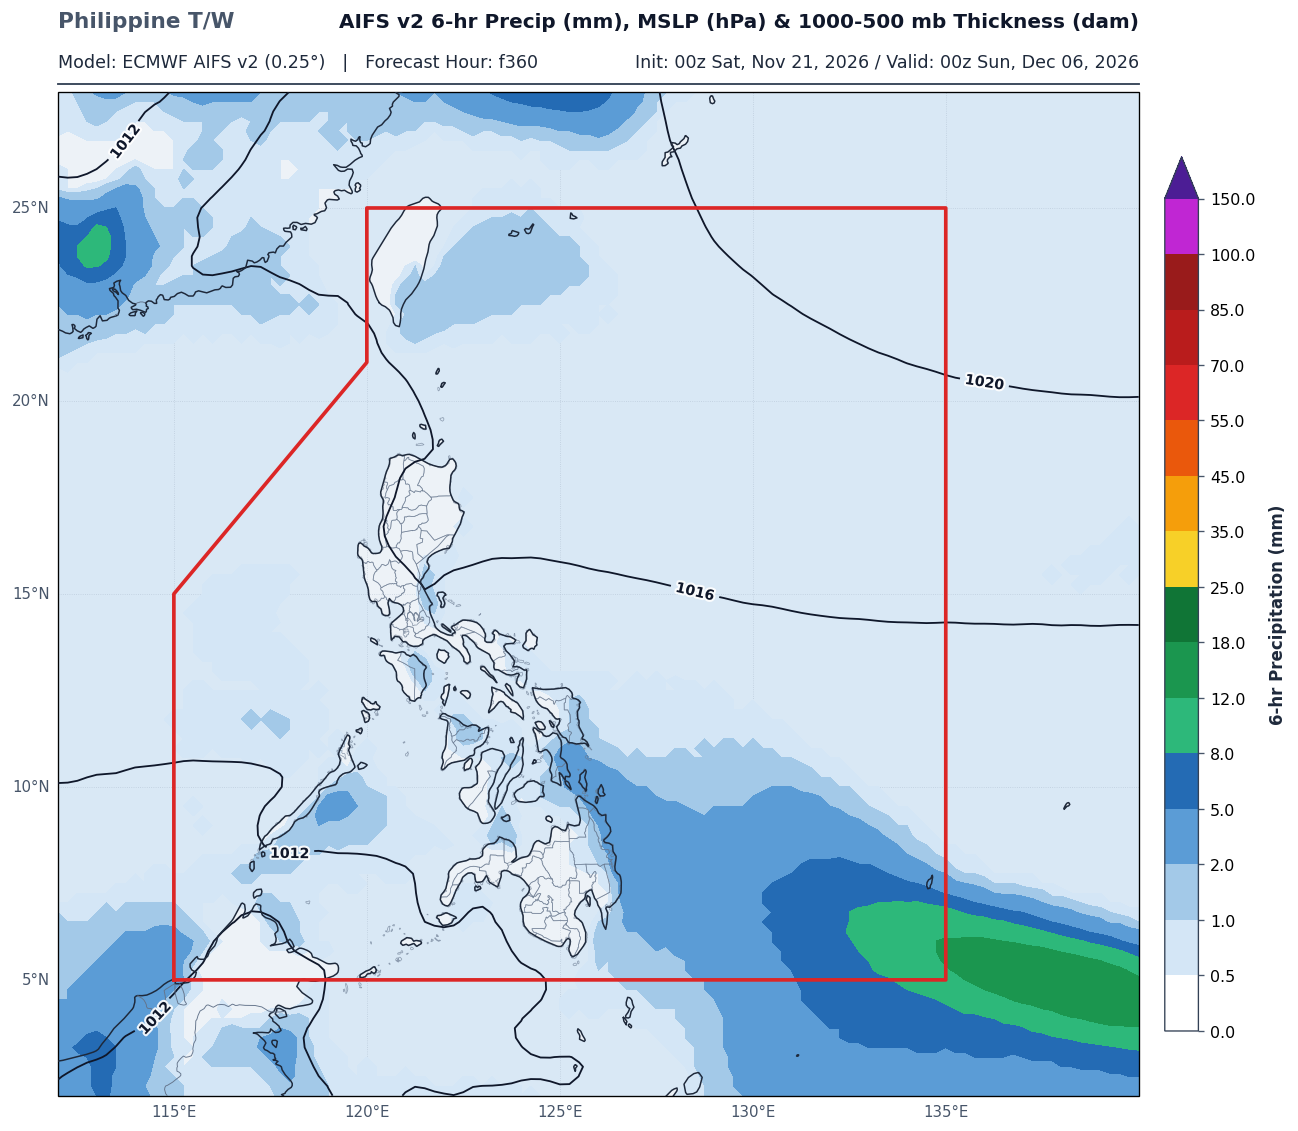 Philippine T/W
AIFS v2 6-hr Precip (mm), MSLP (hPa) & 1000-500 mb Thickness (dam)
Model: ECMWF AIFS v2 (0.25°) | Forecast Hour: f360
Init: 00z Sat, Nov 21, 2026 / Valid: 00z Sun, Dec 06, 2026
1012
150.0
25°N
100.0
85.0
70.0
1020
20°N
55.0
45.0
35.0
15°N
1016
25.0
18.0
12.0
10°N
8.0
5.0
1012
2.0
1.0
5°N
0.5
1012
0.0
6-hr Precipitation (mm)
115°E
120°E
125°E
130°E
135°E